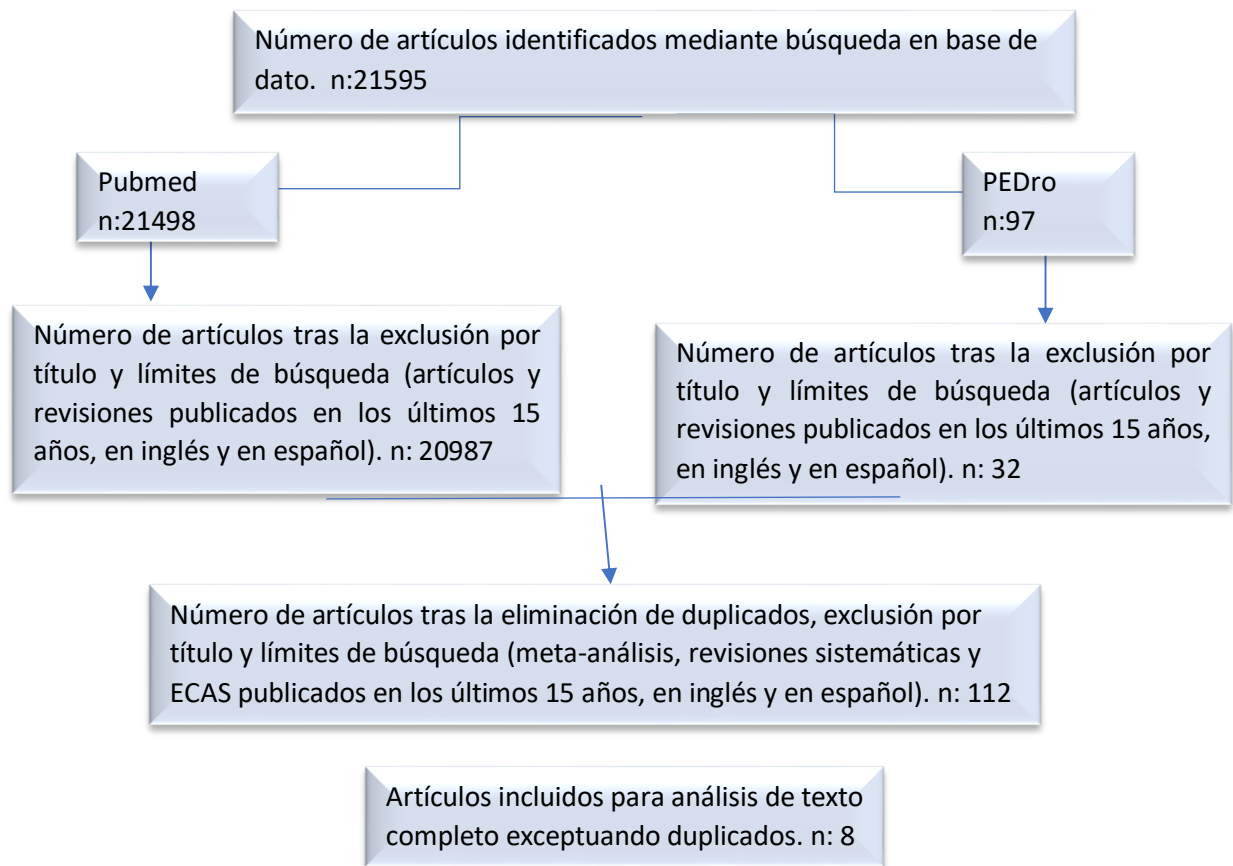 Número de artículos identificados mediante búsqueda en base de
dato. n:21595
Pubmed
n:21498
PEDro
n:97
Número de artículos tras la exclusión por
título y límites de búsqueda (artículos y
revisiones publicados en los últimos 15
años, en inglés y en español). n: 20987
Número de artículos tras la exclusión por
título y límites de búsqueda (artículos y
revisiones publicados en los últimos 15 años,
en inglés y en español). n: 32
Número de artículos tras la eliminación de duplicados, exclusión por
título y límites de búsqueda (meta-análisis, revisiones sistemáticas y
ECAS publicados en los últimos 15 años, en inglés y en español). n: 112
Artículos incluidos para análisis de texto
completo exceptuando duplicados. n: 8